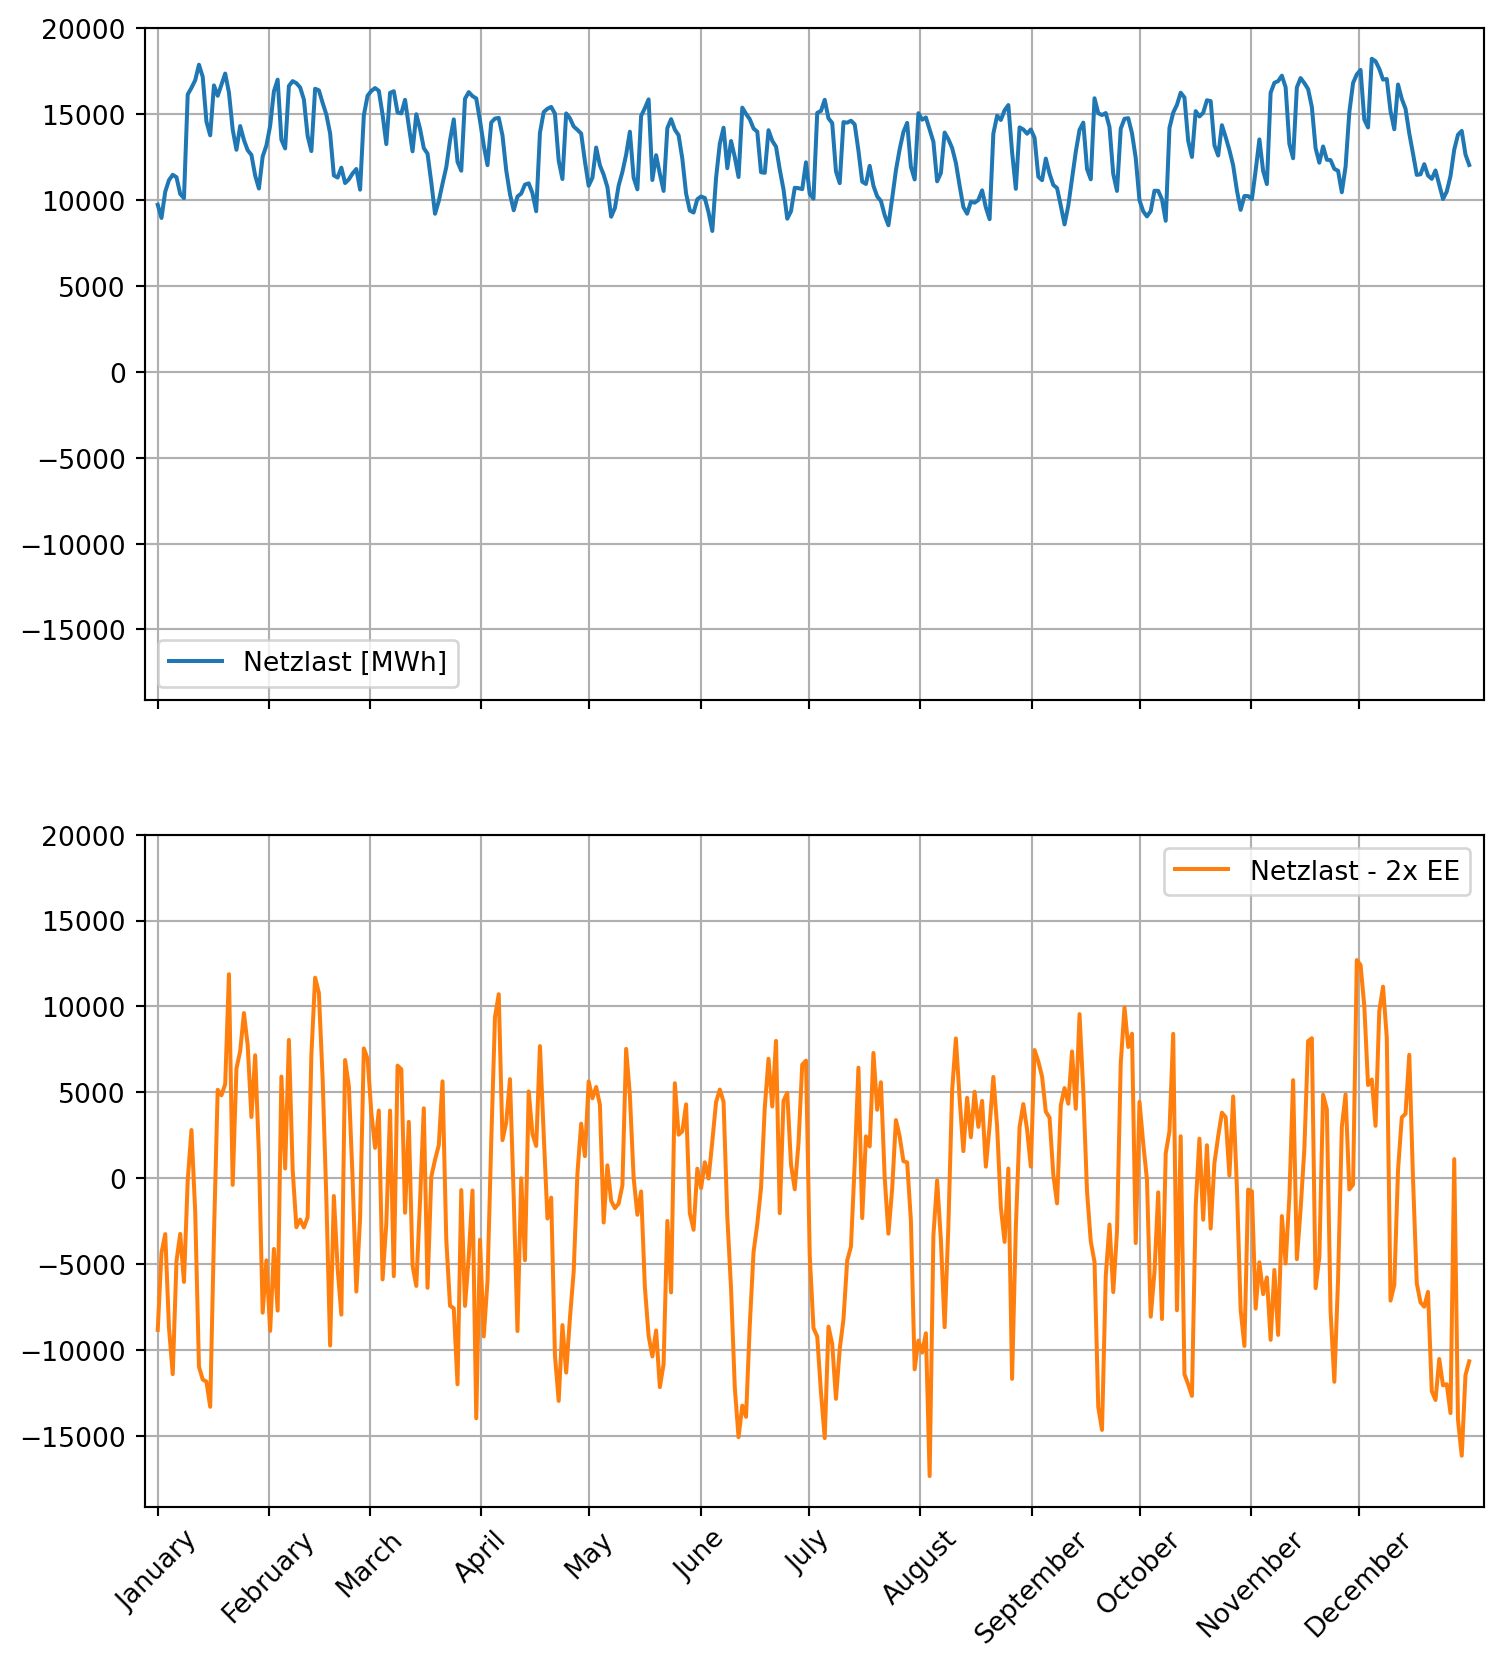 20000
15000
10000
5000
0
−5000
−10000
−15000
Netzlast [MWh]
20000
15000
10000
5000
0
−5000
−10000
−15000
Netzlast - 2x EE
January
February
March
April
May
June
July
August
September
October
November
December